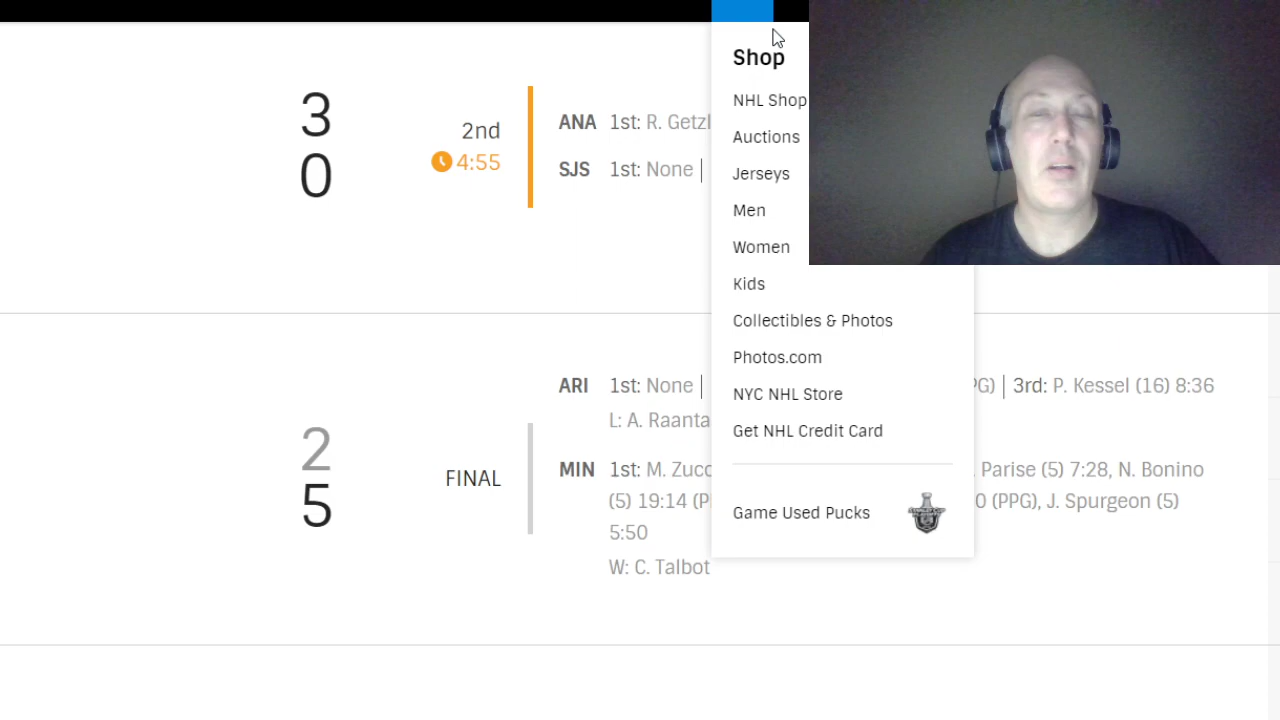 Shop
NHL Shop
Auctions
Jerseys
Men
Women
Kids
Collectibles & Photos
Photos.com
NYC NHL Store
Get NHL Credit Card
Game Used Pucks
3
0
2nd
4:55
ANA 1st: R. Getzl
SJS 1st: None |
2
5
FINAL
ARI 1st: None | PG) | 3rd: P. Kessel (16) 8:36
L: A. Raanta
MIN 1st: M. Zucc . Parise (5) 7:28, N. Bonino
(5) 19:14 (P 0 (PPG), J. Spurgeon (5)
5:50
W: C. Talbot